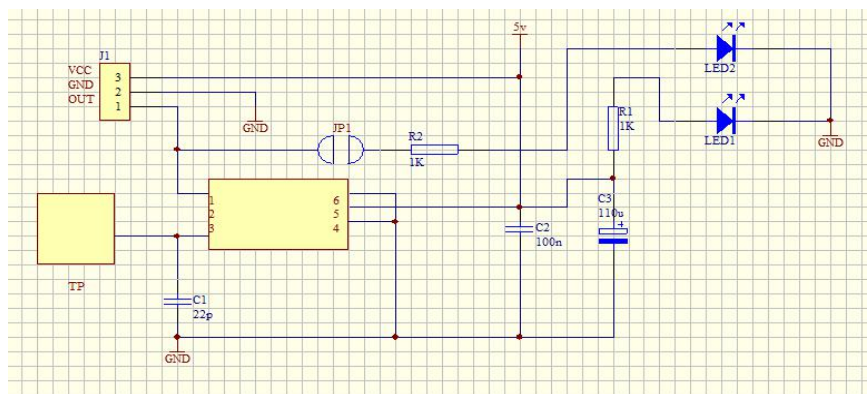 5v
J1
VCC 3
GND 2
OUT 1
LED2
GND
JP1
R2
1K
R1
1K
LED1
GND
1
2
3
6
5
4
C3
110u
+
C2
100n
TP
C1
22p
GND